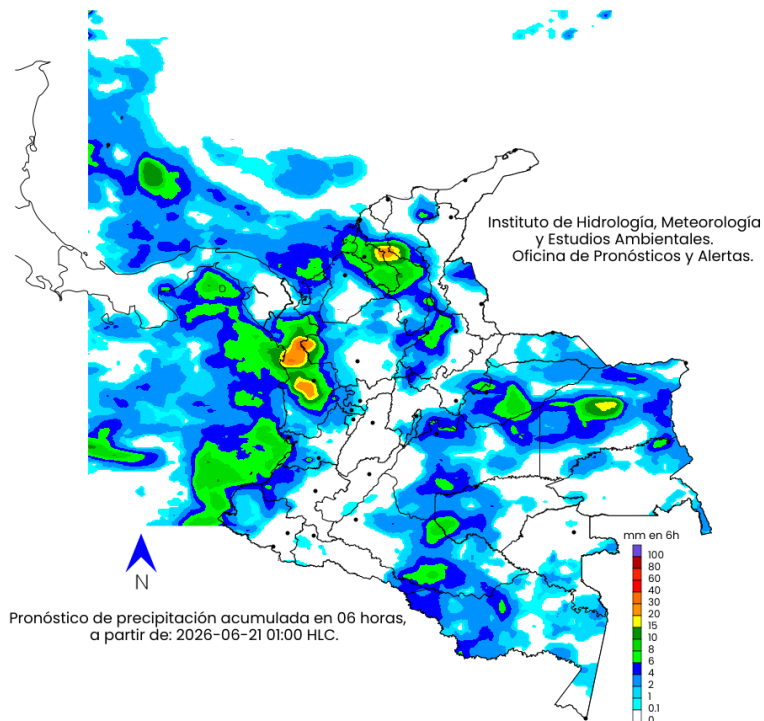 Instituto de Hidrología, Meteorología
y Estudios Ambientales.
Oficina de Pronósticos y Alertas.
mm en 6h
100
80
60
40
30
20
15
10
8
6
4
2
1
0.1
0
N
Pronóstico de precipitación acumulada en 06 horas,
a partir de: 2026-06-21 01:00 HLC.